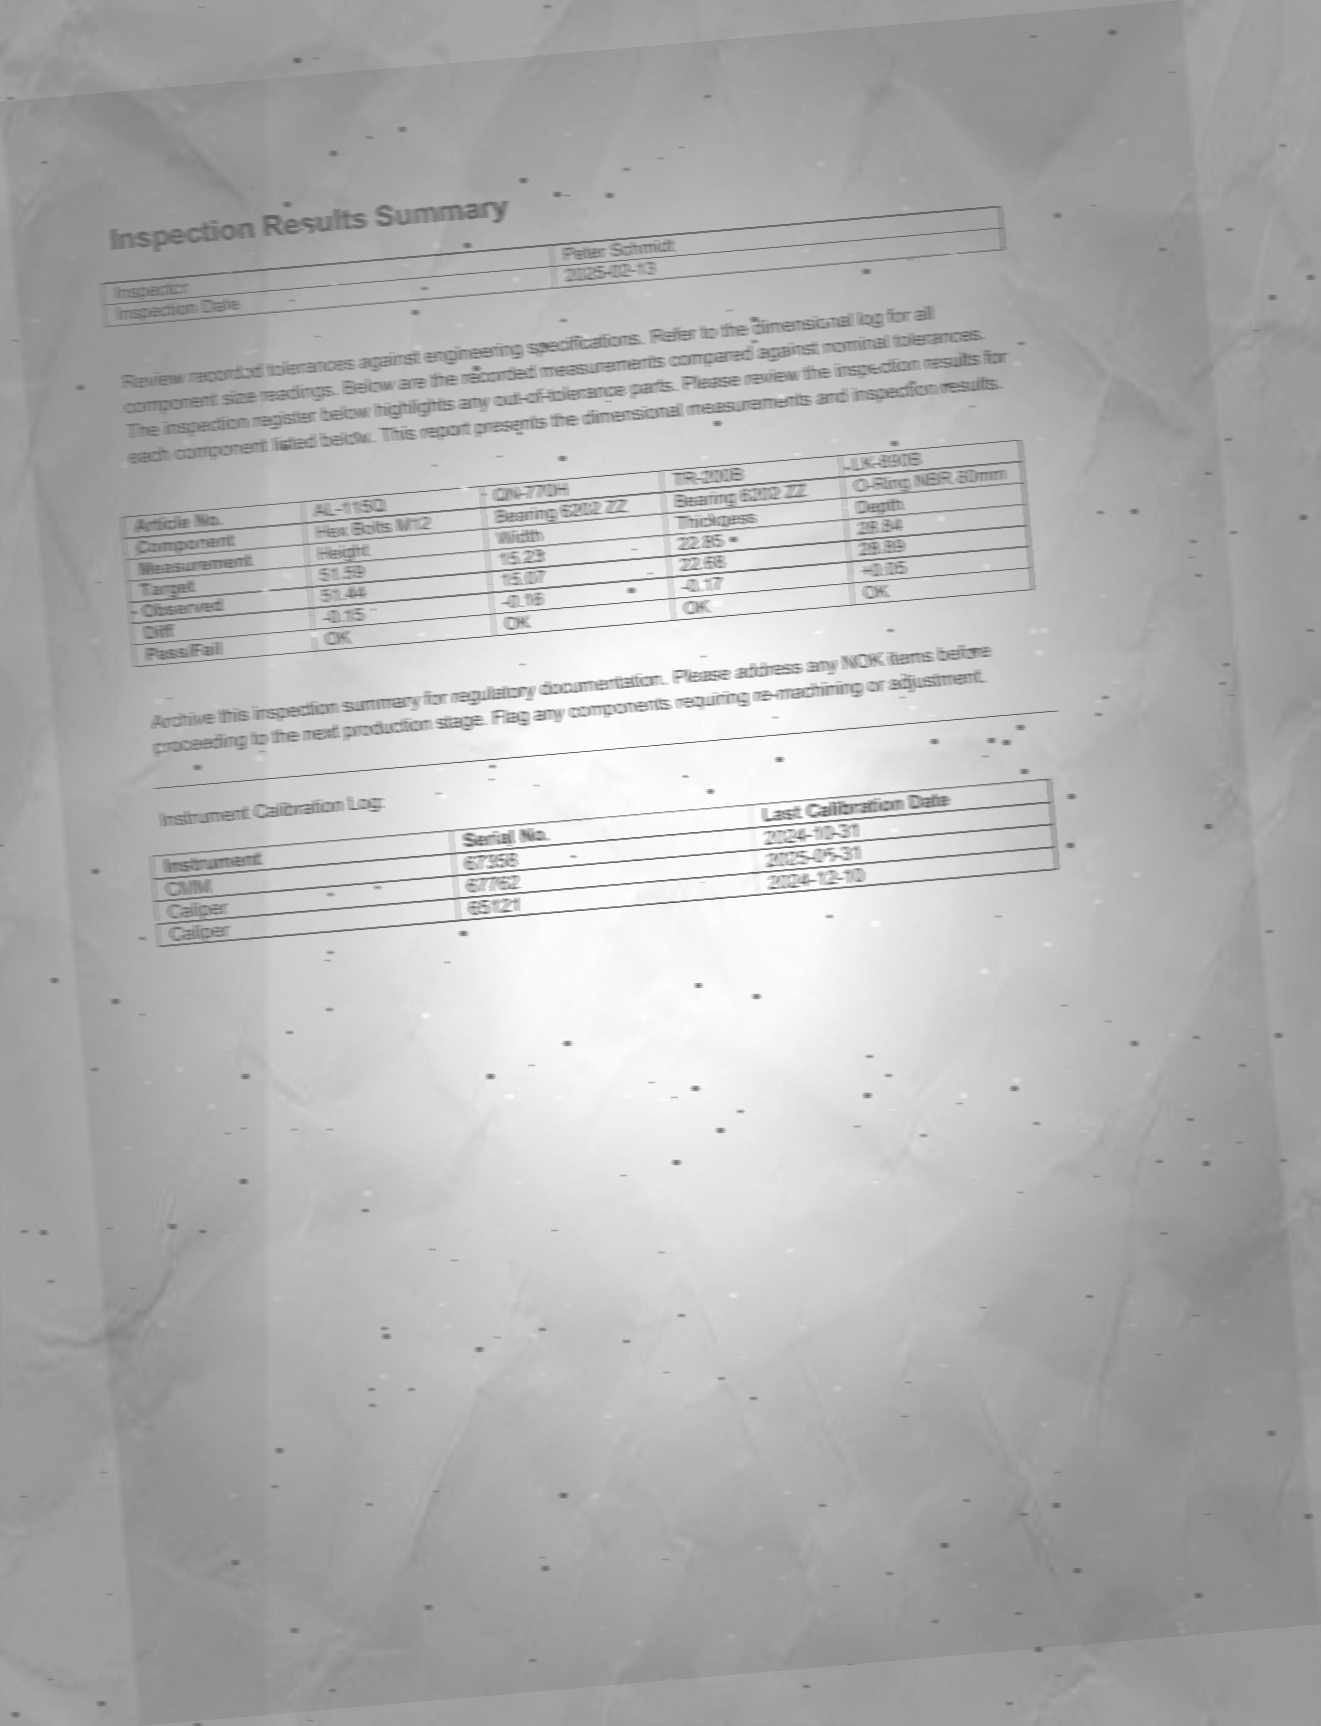 Inspection Results Summary
Inspector Peter Schmidt
Inspection Date 2025-02-13
Review recorded tolerances against engineering specifications. Refer to the dimensional log for all
component size readings. Below are the recorded measurements compared against nominal tolerances.
The inspection register below highlights any out-of-tolerance parts. Please review the inspection results for
each component listed below. This report presents the dimensional measurements and inspection results.
Article No. AL-115Q QN-770H TR-200B LK-890B
Component Hex Bolts M12 Bearing 6202 ZZ Bearing 6202 ZZ O-Ring NBR 80mm
Measurement Height Width Thickness Depth
Target 51.59 15.23 22.85 28.84
Observed 51.44 15.07 22.68 28.89
Diff -0.15 -0.16 -0.17 +0.05
Pass/Fail OK OK OK OK
Archive this inspection summary for regulatory documentation. Please address any NOK items before
proceeding to the next production stage. Flag any components requiring re-machining or adjustment.
Instrument Calibration Log:
Instrument Serial No. Last Calibration Date
CMM 67356 2024-10-31
Caliper 67762 2025-05-31
Caliper 65121 2024-12-10